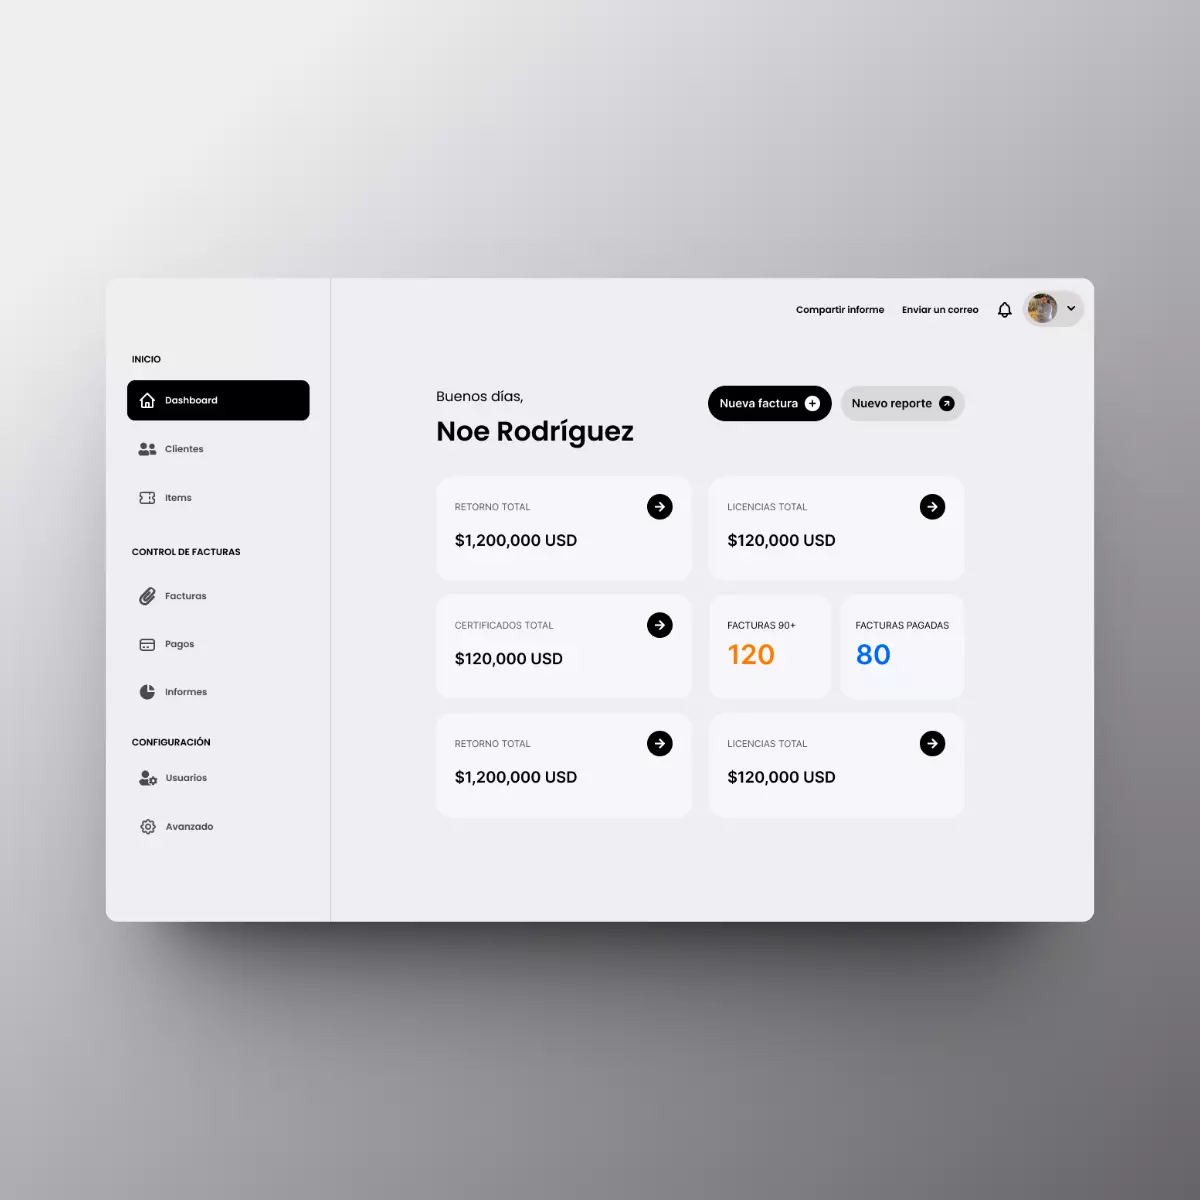 Compartir informe
Enviar un correo
INICIO
Dashboard
Clientes
Items
CONTROL DE FACTURAS
Facturas
Pagos
Informes
CONFIGURACIÓN
Usuarios
Avanzado
Buenos días,
Noe Rodríguez
Nueva factura
Nuevo reporte
RETORNO TOTAL
$1,200,000 USD
LICENCIAS TOTAL
$120,000 USD
CERTIFICADOS TOTAL
$120,000 USD
FACTURAS 90+
120
FACTURAS PAGADAS
80
RETORNO TOTAL
$1,200,000 USD
LICENCIAS TOTAL
$120,000 USD